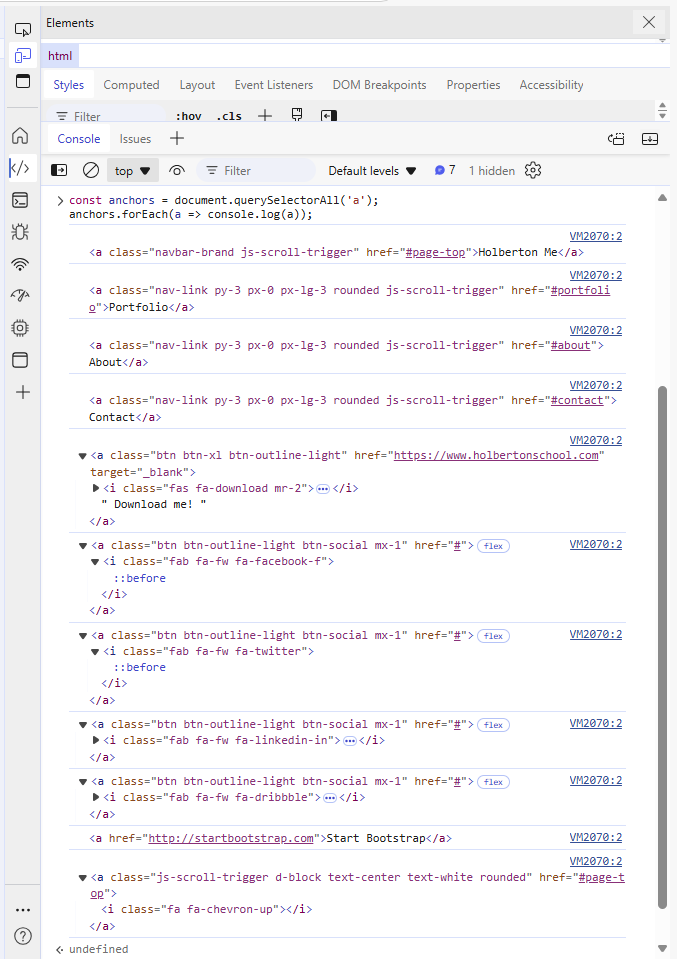 Elements
html
Styles Computed Layout Event Listeners DOM Breakpoints Properties Accessibility
Filter :hov .cls
Console Issues
top Filter Default levels 7 1 hidden
const anchors = document.querySelectorAll('a');
anchors.forEach(a => console.log(a));
VM2070:2
<a class="navbar-brand js-scroll-trigger" href="#page-top">Holberton Me</a>
VM2070:2
<a class="nav-link py-3 px-0 px-lg-3 rounded js-scroll-trigger" href="#portfoli
o">Portfolio</a>
VM2070:2
<a class="nav-link py-3 px-0 px-lg-3 rounded js-scroll-trigger" href="#about">
About</a>
VM2070:2
<a class="nav-link py-3 px-0 px-lg-3 rounded js-scroll-trigger" href="#contact">
Contact</a>
VM2070:2
<a class="btn btn-xl btn-outline-light" href="https://www.holbertonschool.com"
target="_blank">
<i class="fas fa-download mr-2">…</i>
" Download me! "
</a>
<a class="btn btn-outline-light btn-social mx-1" href="#"> flex VM2070:2
<i class="fab fa-fw fa-facebook-f">
::before
</i>
</a>
<a class="btn btn-outline-light btn-social mx-1" href="#"> flex VM2070:2
<i class="fab fa-fw fa-twitter">
::before
</i>
</a>
<a class="btn btn-outline-light btn-social mx-1" href="#"> flex VM2070:2
<i class="fab fa-fw fa-linkedin-in">…</i>
</a>
<a class="btn btn-outline-light btn-social mx-1" href="#"> flex VM2070:2
<i class="fab fa-fw fa-dribbble">…</i>
</a>
<a href="http://startbootstrap.com">Start Bootstrap</a> VM2070:2
VM2070:2
<a class="js-scroll-trigger d-block text-center text-white rounded" href="#page-t
op">
<i class="fa fa-chevron-up"></i>
</a>
undefined